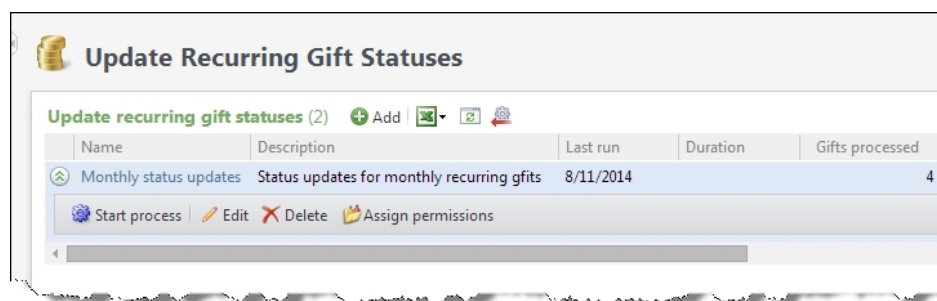 Update Recurring Gift Statuses
Update recurring gift statuses (2) Add
Name Description Last run Duration Gifts processed
Monthly status updates Status updates for monthly recurring gfits 8/11/2014 4
Start process Edit Delete Assign permissions